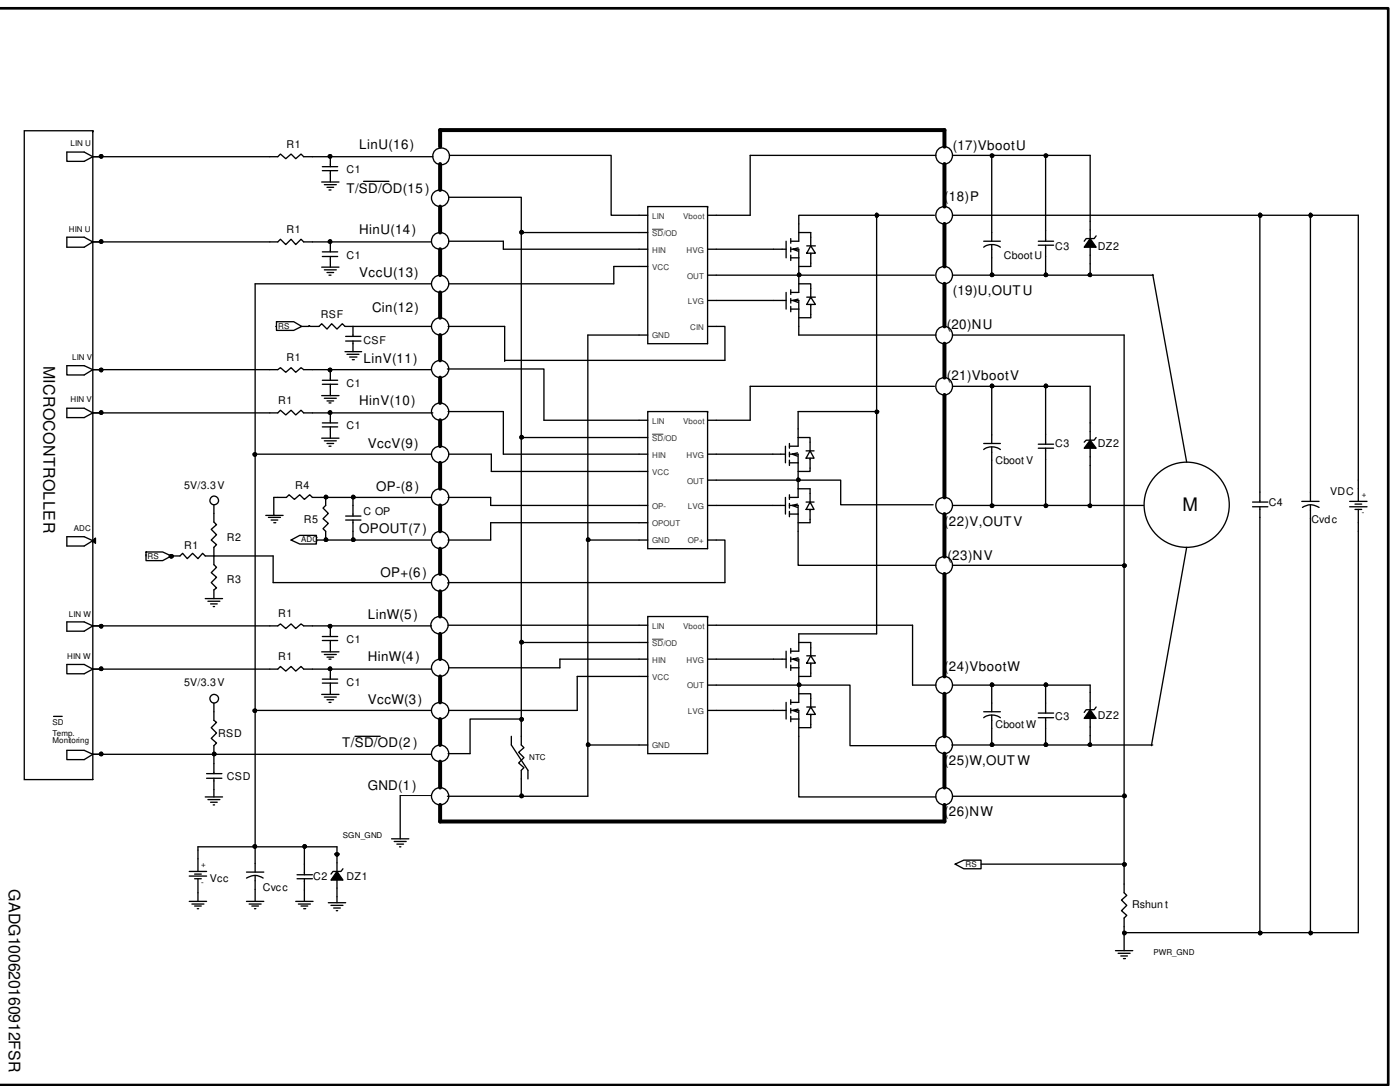 MICROCONTROLLER
LIN U
HIN U
LIN V
HIN V
ADC
LIN W
HIN W
SD
Temp.
Monitoring
R1
C1
R1
C1
RS
RSF
CSF
R1
C1
R1
C1
5V/3.3V
R4
R5
C OP
ADC
RS
R1
R2
R3
R1
C1
R1
C1
5V/3.3V
RSD
CSD
SGN_GND
+
-
Vcc
Cvcc
C2
DZ1
LinU(16)
T/SD/OD(15)
HinU(14)
VccU(13)
Cin(12)
LinV(11)
HinV(10)
VccV(9)
OP-(8)
OPOUT(7)
OP+(6)
LinW(5)
HinW(4)
VccW(3)
T/SD/OD(2)
GND(1)
LIN
SD/OD
HIN
VCC
GND
Vboot
HVG
OUT
LVG
CIN
LIN
SD/OD
HIN
VCC
OP-
OPOUT
GND
Vboot
HVG
OUT
LVG
OP+
LIN
SD/OD
HIN
VCC
GND
Vboot
HVG
OUT
LVG
NTC
(17)VbootU
(18)P
(19)U,OUTU
(20)NU
(21)VbootV
(22)V,OUTV
(23)NV
(24)VbootW
(25)W,OUTW
(26)NW
CbootU
C3
DZ2
CbootV
C3
DZ2
CbootW
C3
DZ2
M
C4
Cvdc
VDC
+
-
RS
Rshunt
PWR_GND
GADG100620160912FSR